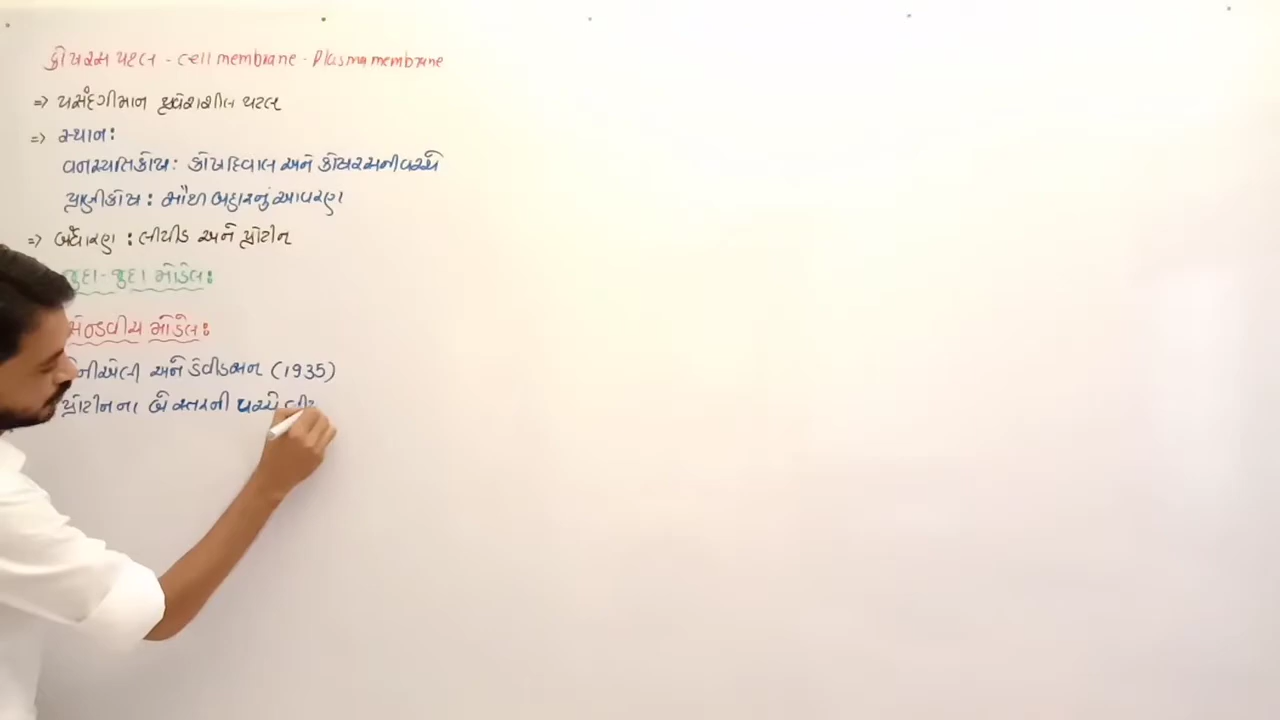 કોષરસ પટલ - cell membrane - Plasma membrane
=> પસંદગીમાન પ્રવેશશીલ પટલ
=> સ્થાન:
વનસ્પતિકોષ: કોષદિવાલ અને કોષરસની વચ્ચે
પ્રાણીકોષ: સૌથી બહારનું આવરણ
=> બંધારણ : લીપીડ અને પ્રોટીન
જુદા-જુદા મોડેલ:
સેન્ડવીચ મોડેલ:
અને ડેવીડસન (1935)
પ્રોટીનના બે સ્તરની વચ્ચે